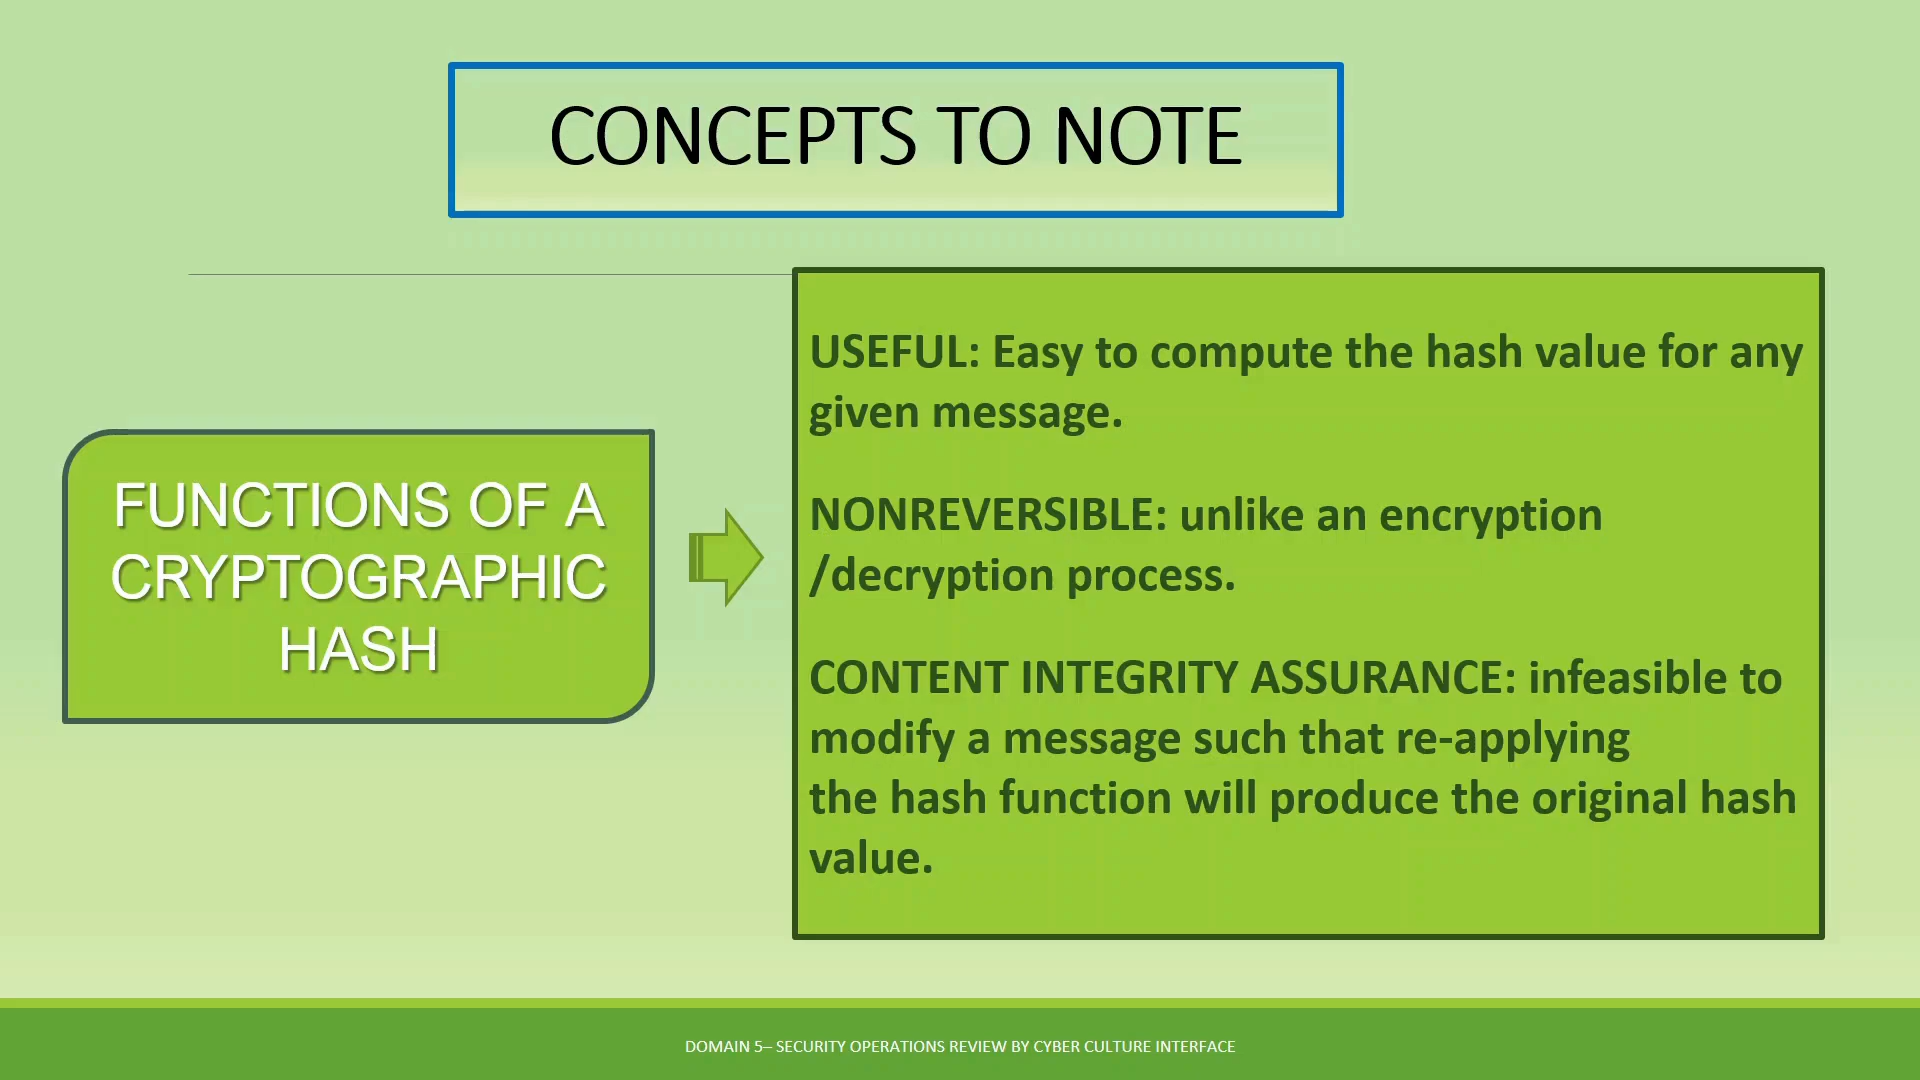 CONCEPTS TO NOTE
FUNCTIONS OF A
CRYPTOGRAPHIC
HASH
USEFUL: Easy to compute the hash value for any
given message.
NONREVERSIBLE: unlike an encryption
/decryption process.
CONTENT INTEGRITY ASSURANCE: infeasible to
modify a message such that re-applying
the hash function will produce the original hash
value.
DOMAIN 5– SECURITY OPERATIONS REVIEW BY CYBER CULTURE INTERFACE